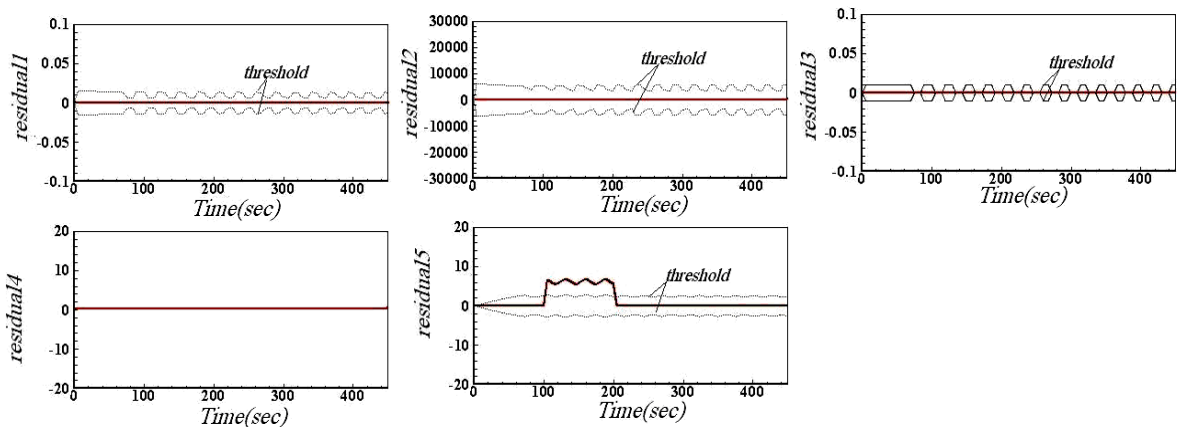 residual1
0.1
0.05
0
-0.05
-0.1
threshold
0 100 200 300 400
Time(sec)
residual2
30000
20000
10000
0
-10000
-20000
-30000
threshold
0 100 200 300 400
Time(sec)
residual3
0.1
0.05
0
-0.05
-0.1
threshold
0 100 200 300 400
Time(sec)
residual4
20
10
0
-10
-20
0 100 200 300 400
Time(sec)
residual5
20
10
0
-10
-20
threshold
0 100 200 300 400
Time(sec)